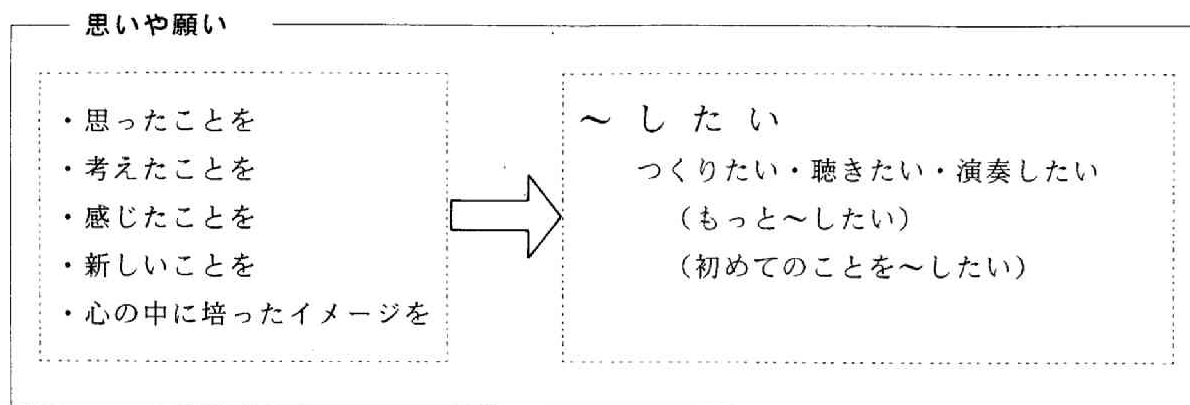 思いや願い
・思ったことを
・考えたことを
・感じたことを
・新しいことを
・心の中に培ったイメージを
～したい
つくりたい・聴きたい・演奏したい
（もっと～したい）
（初めてのことを～したい）